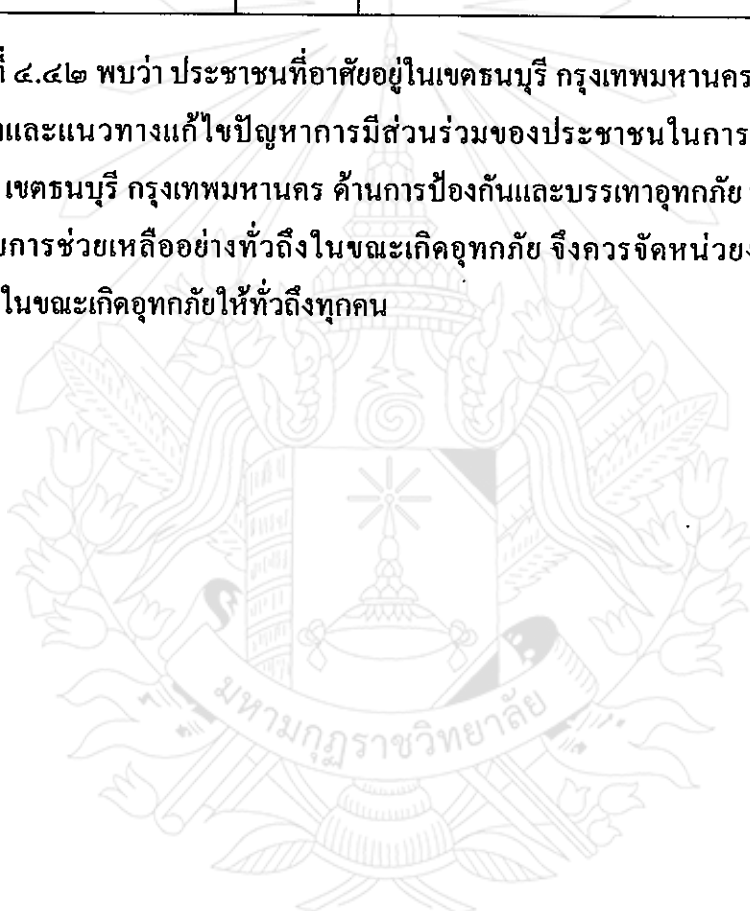 ที่ ๔.๔๒ พบว่า ประชาชนที่อาศัยอยู่ในเขตธนบุรี กรุงเทพมหานคร
และแนวทางแก้ไขปัญหาการมีส่วนร่วมของประชาชนในการ
เขตธนบุรี กรุงเทพมหานคร ด้านการป้องกันและบรรเทาอุทกภัย
การช่วยเหลืออย่างทั่วถึงในขณะเกิดอุทกภัย จึงควรจัดหน่วย
ในขณะเกิดอุทกภัยให้ทั่วถึงทุกคน
มหามกุฏราชวิทยาลัย